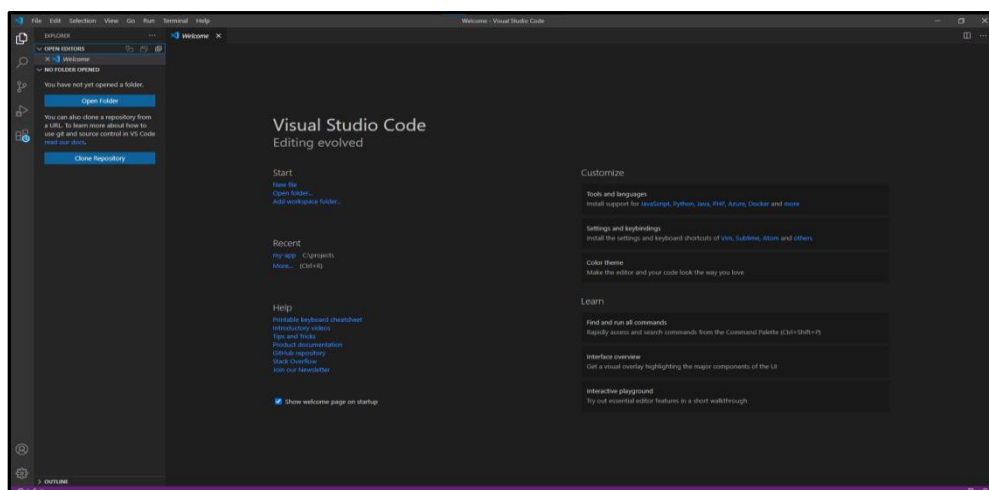 File Edit Selection View Go Run Terminal Help
Welcome - Visual Studio Code
EXPLORER
OPEN EDITORS
Welcome
NO FOLDER OPENED
You have not yet opened a folder.
Open Folder
You can also clone a repository from
a URL. To learn more about how to
use git and source control in VS Code
read our docs.
Clone Repository
OUTLINE
Welcome
Visual Studio Code
Editing evolved
Start
New file
Open folder...
Add workspace folder...
Recent
my-app C:\projects
More... (Ctrl+R)
Help
Printable keyboard cheatsheet
Introductory videos
Tips and Tricks
Product documentation
GitHub repository
Stack Overflow
Join our Newsletter
Show welcome page on startup
Customize
Tools and languages
Install support for JavaScript, Python, Java, PHP, Azure, Docker and more
Settings and keybindings
Install the settings and keyboard shortcuts of Vim, Sublime, Atom and others
Color theme
Make the editor and your code look the way you love
Learn
Find and run all commands
Rapidly access and search commands from the Command Palette (Ctrl+Shift+P)
Interface overview
Get a visual overlay highlighting the major components of the UI
Interactive playground
Try out essential editor features in a short walkthrough